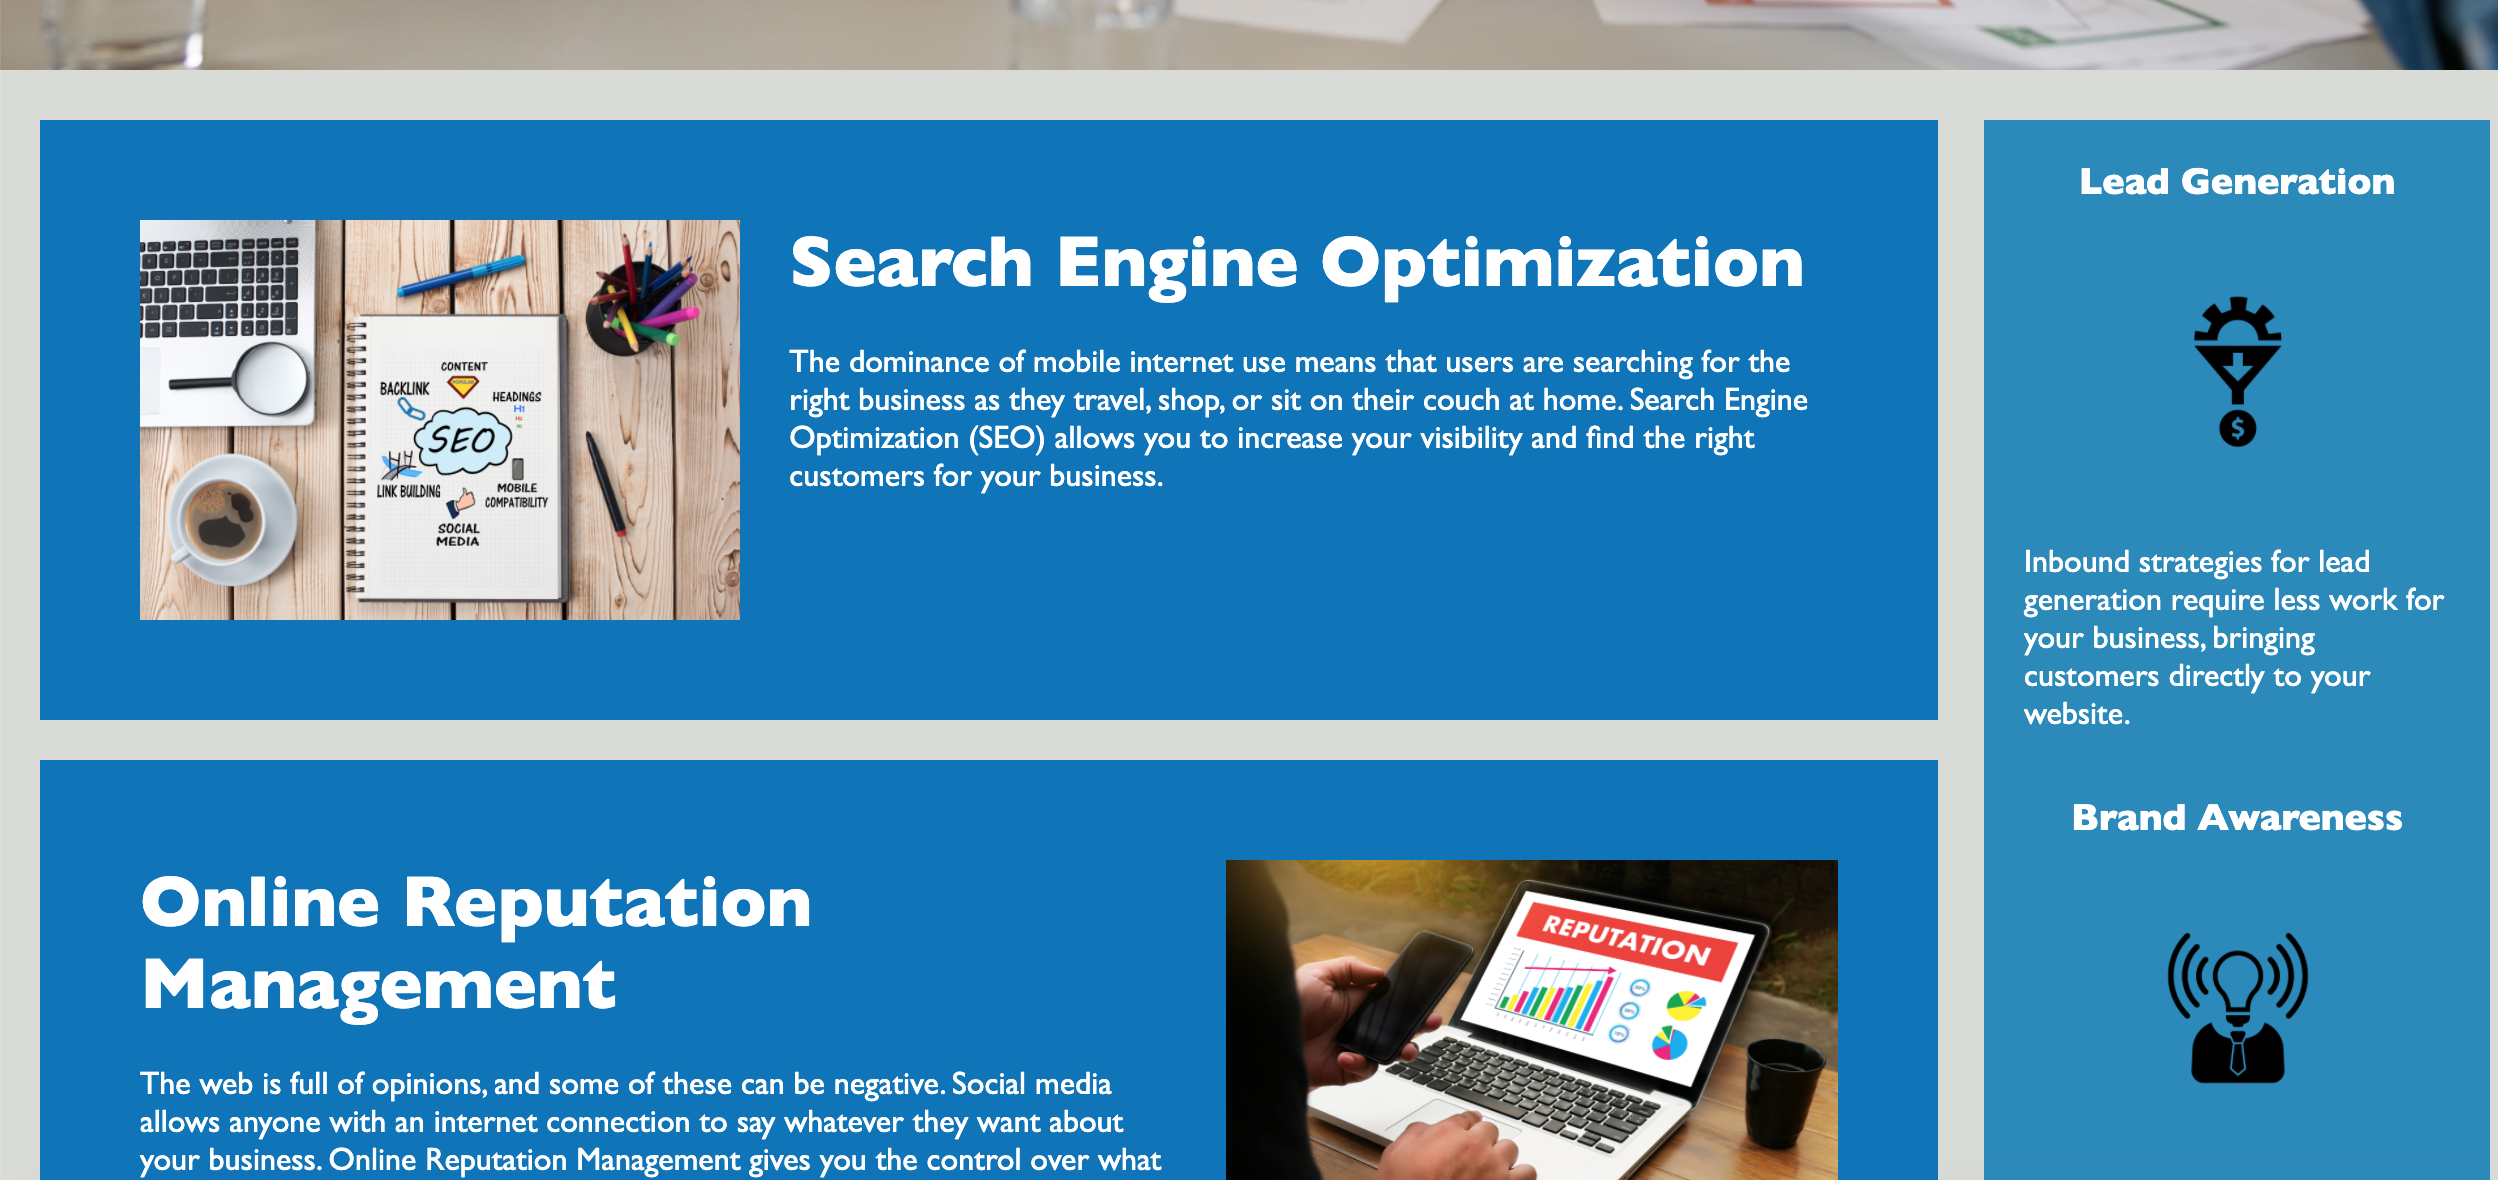 Search Engine Optimization
The dominance of mobile internet use means that users are searching for the
right business as they travel, shop, or sit on their couch at home. Search Engine
Optimization (SEO) allows you to increase your visibility and find the right
customers for your business.
CONTENT
POPULAR
BACKLINK
HEADINGS
H1
H2
SEO
LINK BUILDING
MOBILE
COMPATIBILITY
SOCIAL
MEDIA
Online Reputation
Management
The web is full of opinions, and some of these can be negative. Social media
allows anyone with an internet connection to say whatever they want about
your business. Online Reputation Management gives you the control over what
REPUTATION
Lead Generation
$
Inbound strategies for lead
generation require less work for
your business, bringing
customers directly to your
website.
Brand Awareness